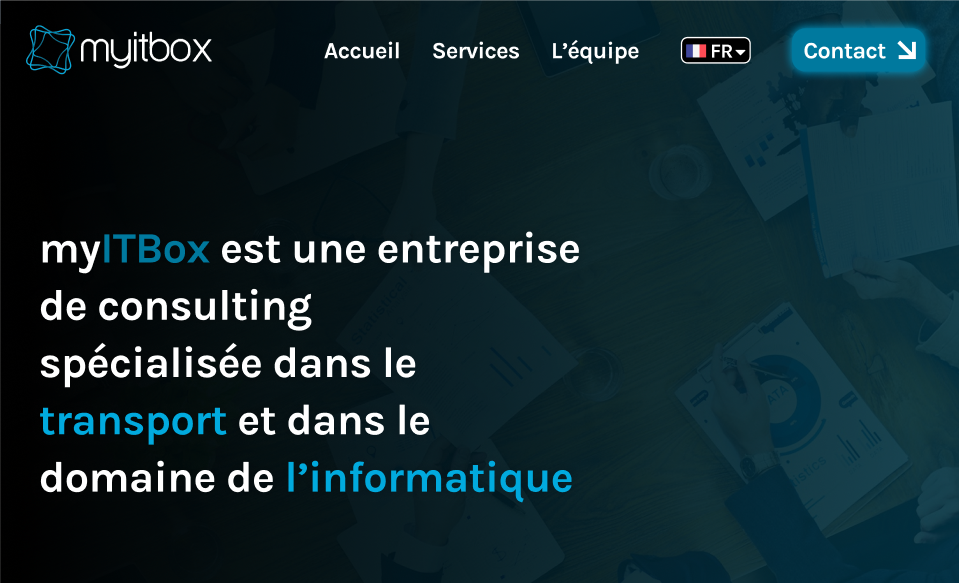 myitbox
Accueil Services L’équipe FR Contact
myITBox est une entreprise
de consulting
spécialisée dans le
transport et dans le
domaine de l’informatique